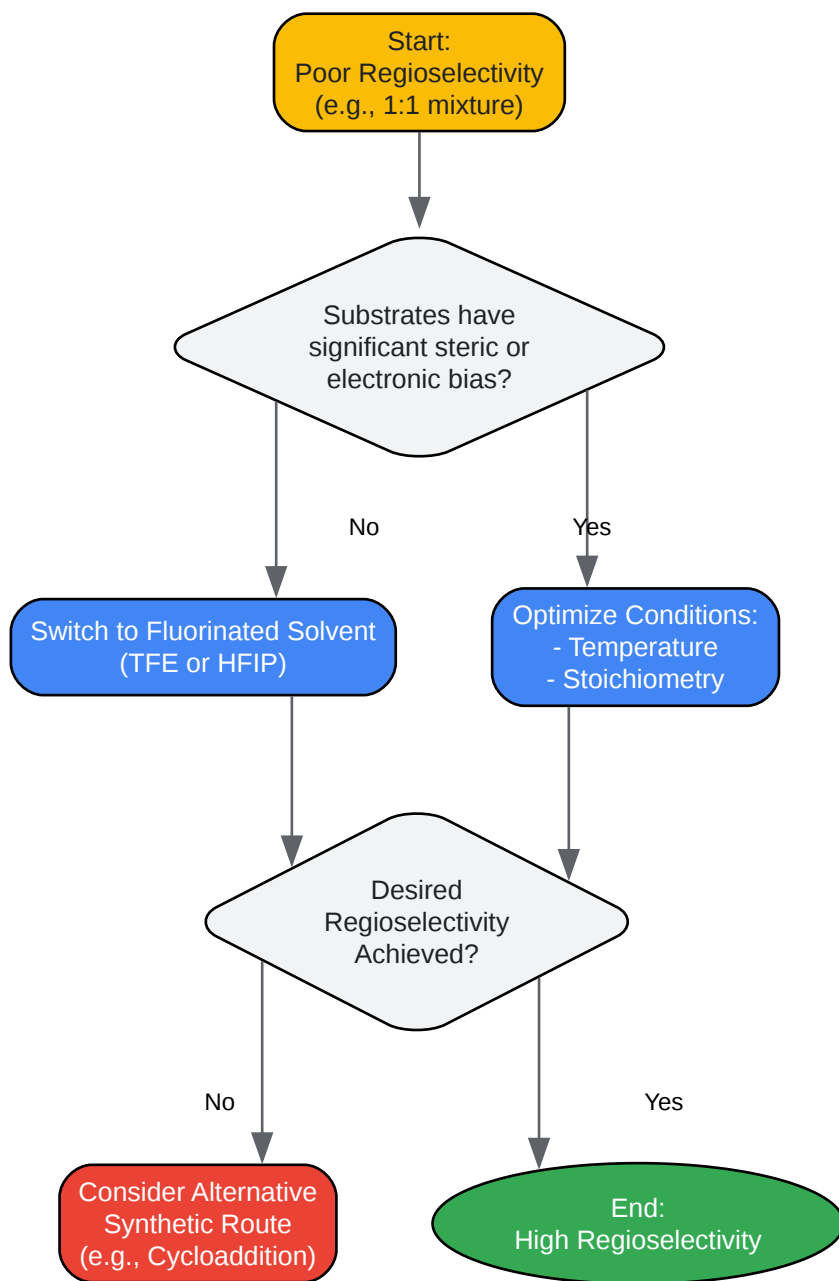 Start:
Poor Regioselectivity
(e.g., 1:1 mixture)
Substrates have
significant steric or
electronic bias?
No
Yes
Switch to Fluorinated Solvent
(TFE or HFIP)
Optimize Conditions:
- Temperature
- Stoichiometry
Desired
Regioselectivity
Achieved?
No
Yes
Consider Alternative
Synthetic Route
(e.g., Cycloaddition)
End:
High Regioselectivity